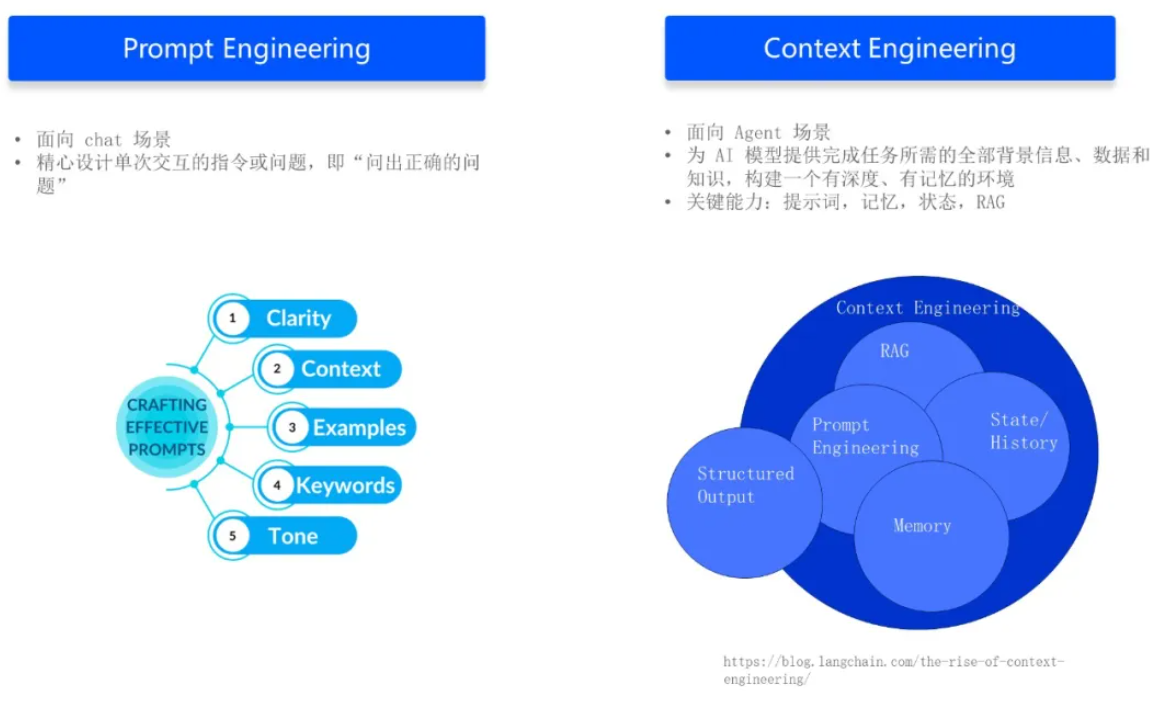 Prompt Engineering
• 面向 chat 场景
• 精心设计单次交互的指令或问题，即“问出正确的问
题”
CRAFTING
EFFECTIVE
PROMPTS
1 Clarity
2 Context
3 Examples
4 Keywords
5 Tone
Context Engineering
• 面向 Agent 场景
• 为 AI 模型提供完成任务所需的全部背景信息、数据和
知识，构建一个有深度、有记忆的环境
• 关键能力：提示词，记忆，状态，RAG
Context Engineering
RAG
Prompt
Engineering
State/
History
Structured
Output
Memory
https://blog.langchain.com/the-rise-of-context-
engineering/